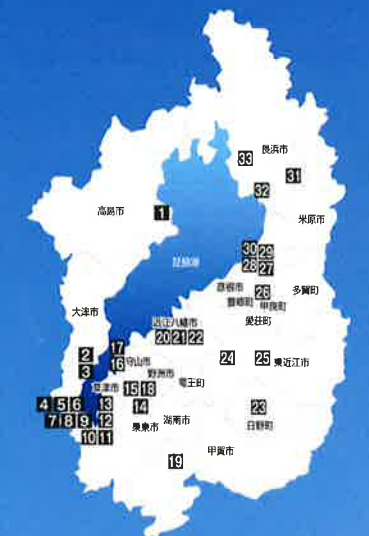 長浜市
33
31
32
米原市
高島市
1
琵琶湖
30 29
28 27
彦根市
26
多賀町
豊郷町 甲良町
愛荘町
大津市
近江八幡市
20 21 22
17
16
守山市
2
3
野洲市
24 25
東近江市
草津市
15 18
竜王町
4 5 6
13
14
23
7 8 9
12
栗東市
湖南市
日野町
10 11
甲賀市
19